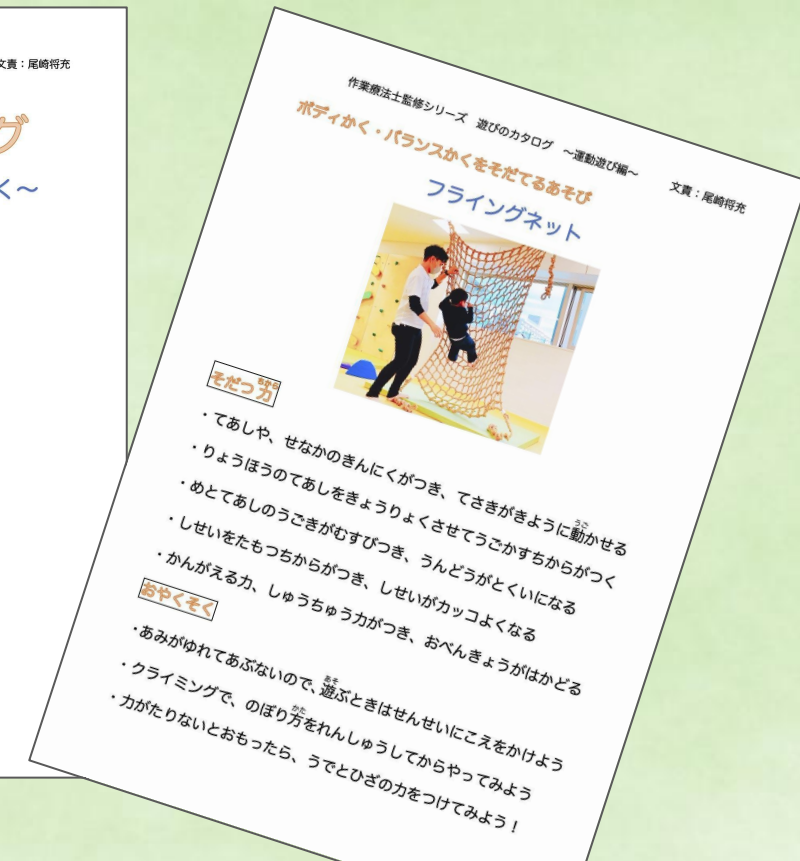 文責：尾崎将充
グ
く～
作業療法士監修シリーズ　遊びのカタログ　～運動遊び編～　文責：尾崎将充
ボディかく・バランスかくをそだてるあそび
フライングネット
そだつ力
ちから
・てあしや、せなかのきんにくがつき、てさきがきように動かせる
うご
・りょうほうのてあしをきょうりょくさせてうごかすちからがつく
・めとてあしのうごきがむすびつき、うんどうがとくいになる
・しせいをたもつちからがつき、しせいがカッコよくなる
・かんがえる力、しゅうちゅう力がつき、おべんきょうがはかどる
おやくそく
・あみがゆれてあぶないので、遊ぶときはせんせいにこえをかけよう
あそ
・クライミングで、のぼり方をれんしゅうしてからやってみよう
かた
・力がたりないとおもったら、うでとひざの力をつけてみよう！